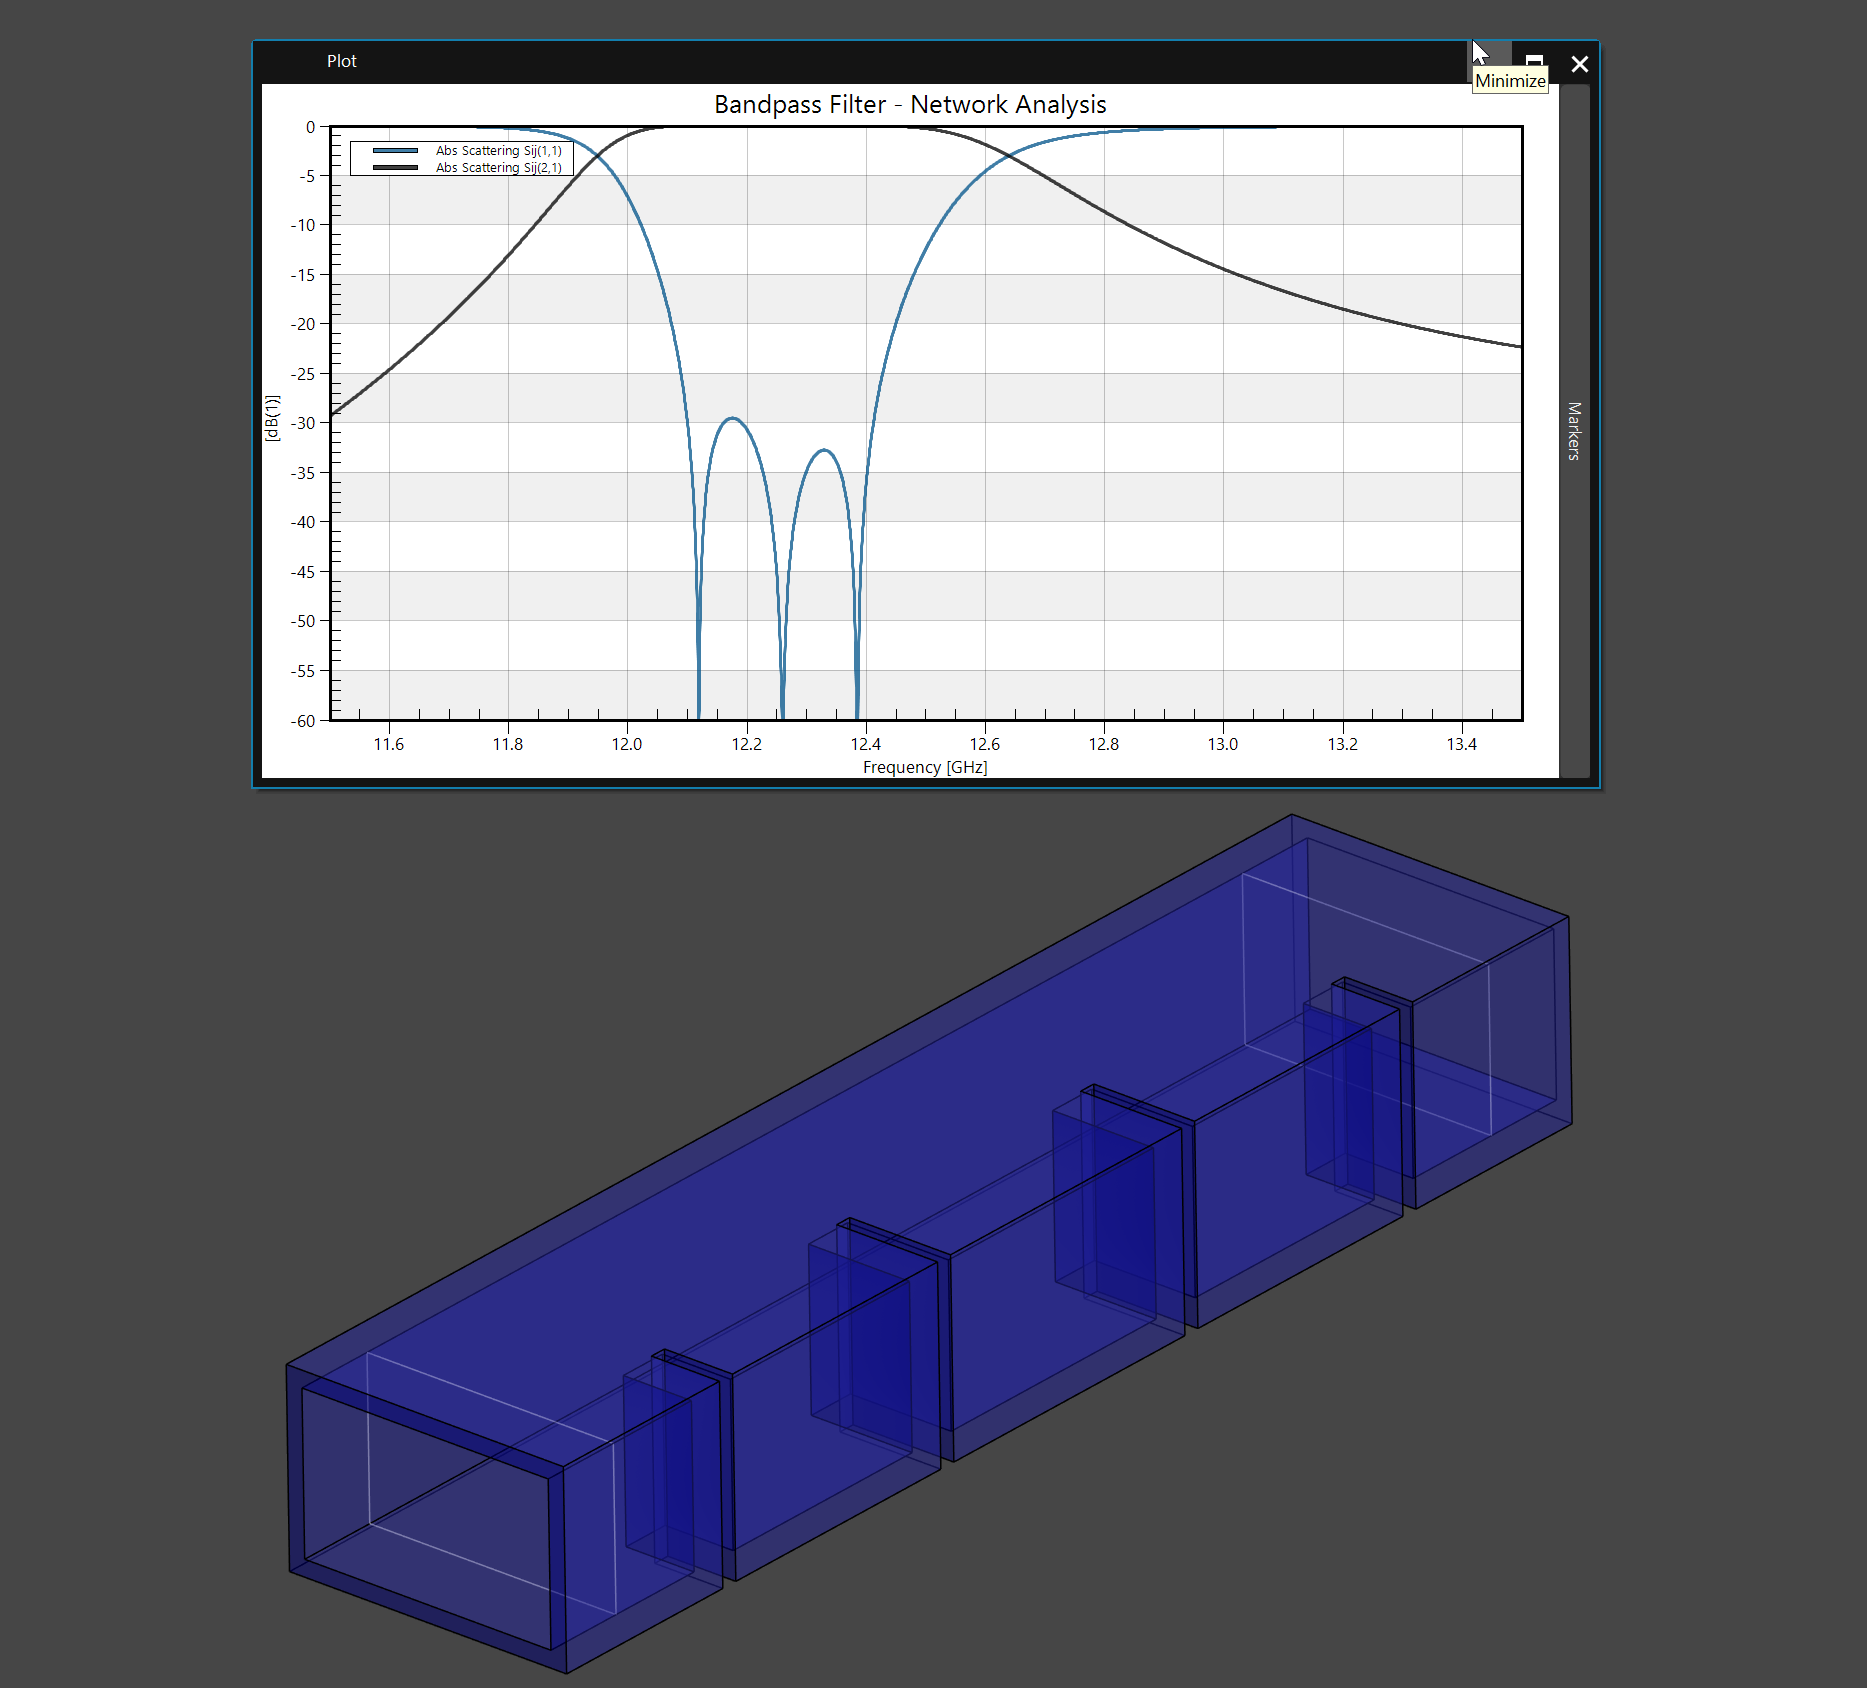 Plot
Minimize
Bandpass Filter - Network Analysis
Abs Scattering Sij(1,1)
Abs Scattering Sij(2,1)
0
-5
-10
-15
-20
-25
-30
-35
-40
-45
-50
-55
-60
[dB(1)]
11.6 11.8 12.0 12.2 12.4 12.6 12.8 13.0 13.2 13.4
Frequency [GHz]
Markers